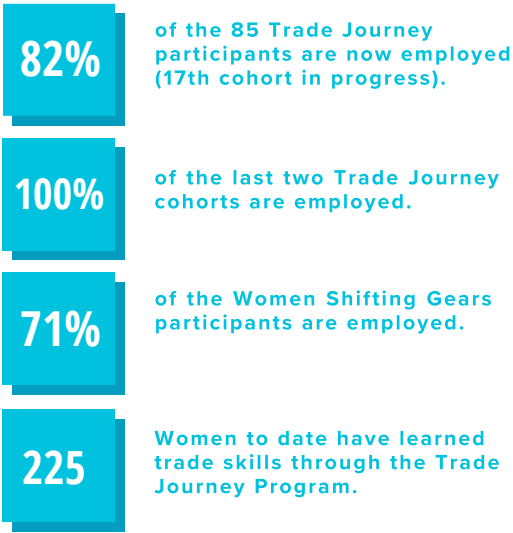 82%
of the 85 Trade Journey
participants are now employed
(17th cohort in progress).
100%
of the last two Trade Journey
cohorts are employed.
71%
of the Women Shifting Gears
participants are employed.
225
Women to date have learned
trade skills through the Trade
Journey Program.